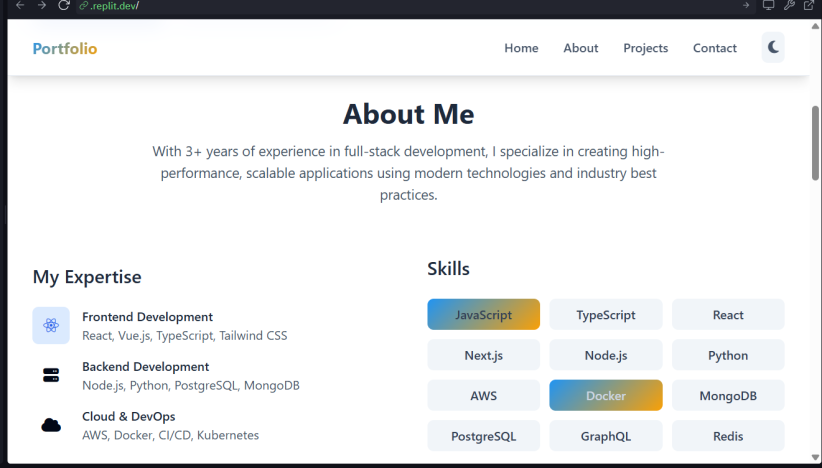 .replit.dev/
Portfolio
Home About Projects Contact
About Me
With 3+ years of experience in full-stack development, I specialize in creating high-
performance, scalable applications using modern technologies and industry best
practices.
My Expertise
Frontend Development
React, Vue.js, TypeScript, Tailwind CSS
Backend Development
Node.js, Python, PostgreSQL, MongoDB
Cloud & DevOps
AWS, Docker, CI/CD, Kubernetes
Skills
JavaScript TypeScript React
Next.js Node.js Python
AWS Docker MongoDB
PostgreSQL GraphQL Redis